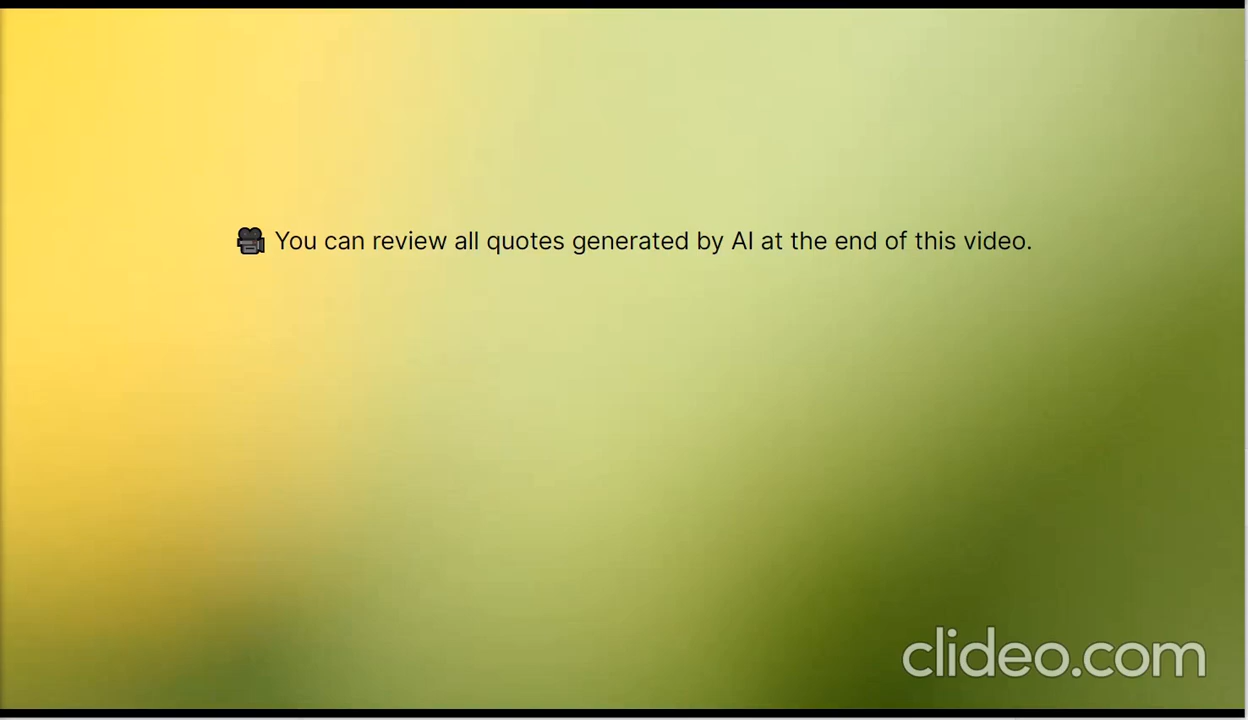 🎥 You can review all quotes generated by AI at the end of this video.
clideo.com